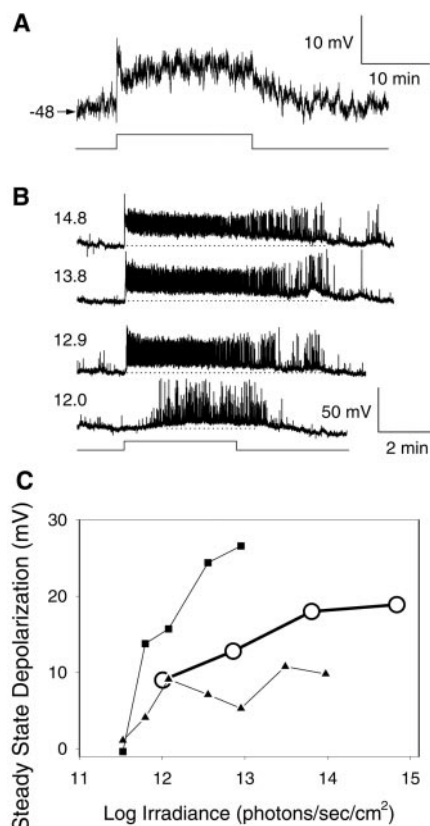 A
10 mV
10 min
-48
B
14.8
13.8
12.9
12.0
50 mV
2 min
C
Steady State Depolarization (mV)
30
20
10
0
11 12 13 14 15
Log Irradiance (photons/sec/cm²)